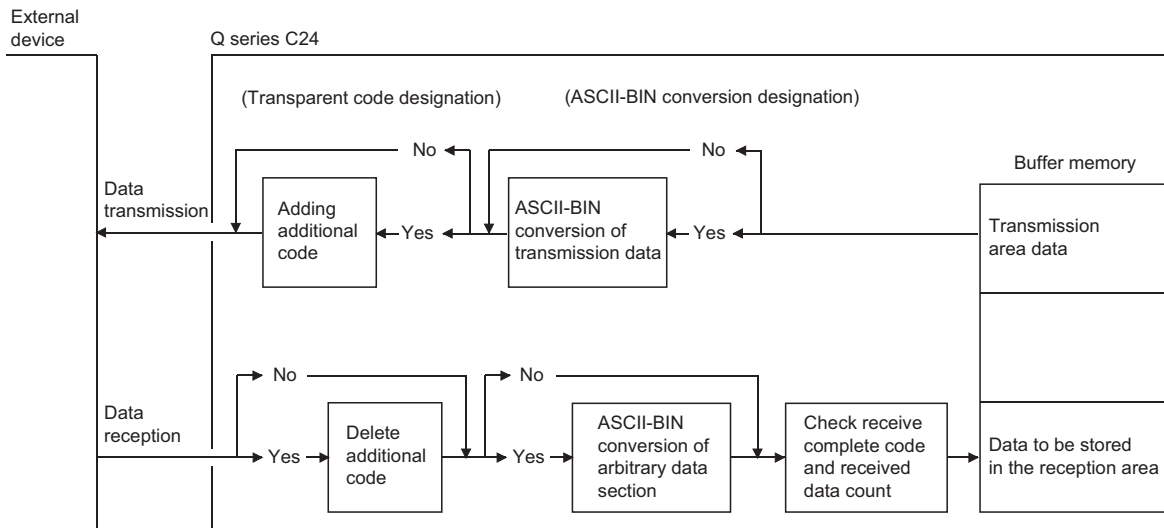 External
device
Q series C24
(Transparent code designation)
(ASCII-BIN conversion designation)
No
No
Buffer memory
Data
transmission
Adding
additional
code
Yes
ASCII-BIN
conversion of
transmission data
Yes
Transmission
area data
No
No
Data
reception
Yes
Delete
additional
code
Yes
ASCII-BIN
conversion of
arbitrary data
section
Check receive
complete code
and received
data count
Data to be stored
in the reception area